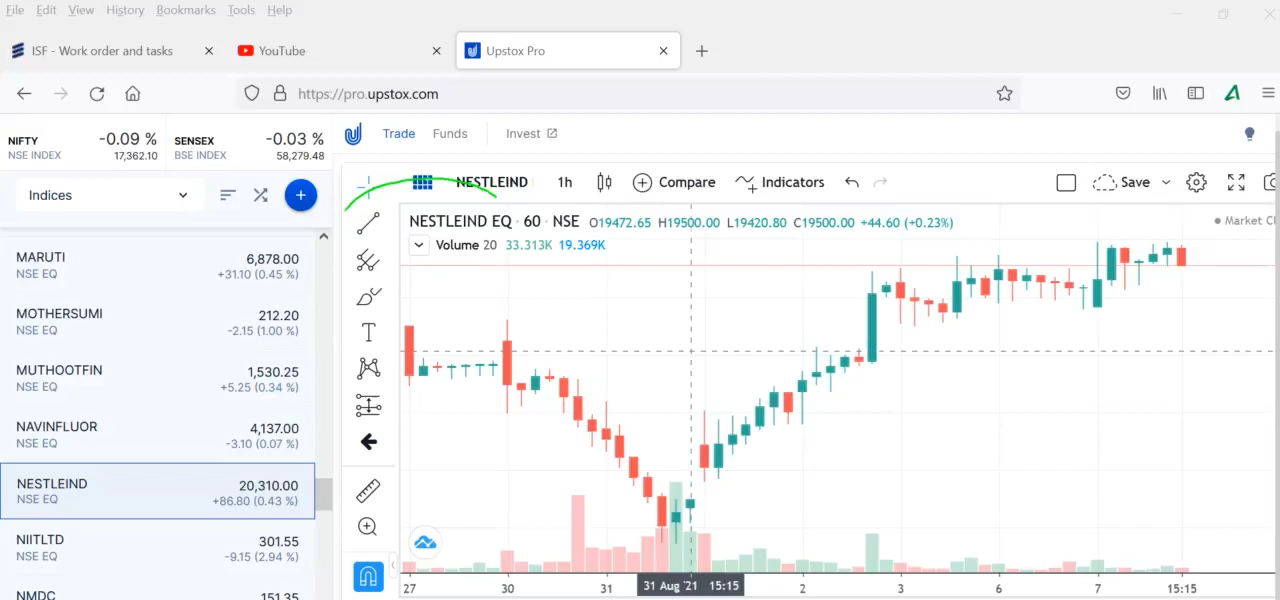 File Edit View History Bookmarks Tools Help
ISF - Work order and tasks YouTube Upstox Pro
https://pro.upstox.com
NIFTY -0.09 % SENSEX -0.03 %
NSE INDEX 17,362.10 BSE INDEX 58,279.48
Trade Funds Invest
Indices
NESTLEIND 1h Compare Indicators Save
NESTLEIND EQ · 60 · NSE O19472.65 H19500.00 L19420.80 C19500.00 +44.60 (+0.23%)
Volume 20 33.313K 19.369K
Market
MARUTI 6,878.00
NSE EQ +31.10 (0.45 %)
MOTHERSUMI 212.20
NSE EQ -2.15 (1.00 %)
MUTHOOTFIN 1,530.25
NSE EQ +5.25 (0.34 %)
NAVINFLUOR 4,137.00
NSE EQ -3.10 (0.07 %)
NESTLEIND 20,310.00
NSE EQ +86.80 (0.43 %)
NIITLTD 301.55
NSE EQ -9.15 (2.94 %)
NMDC 151.35
27 30 31 31 Aug '21 15:15 2 3 6 7 15:15